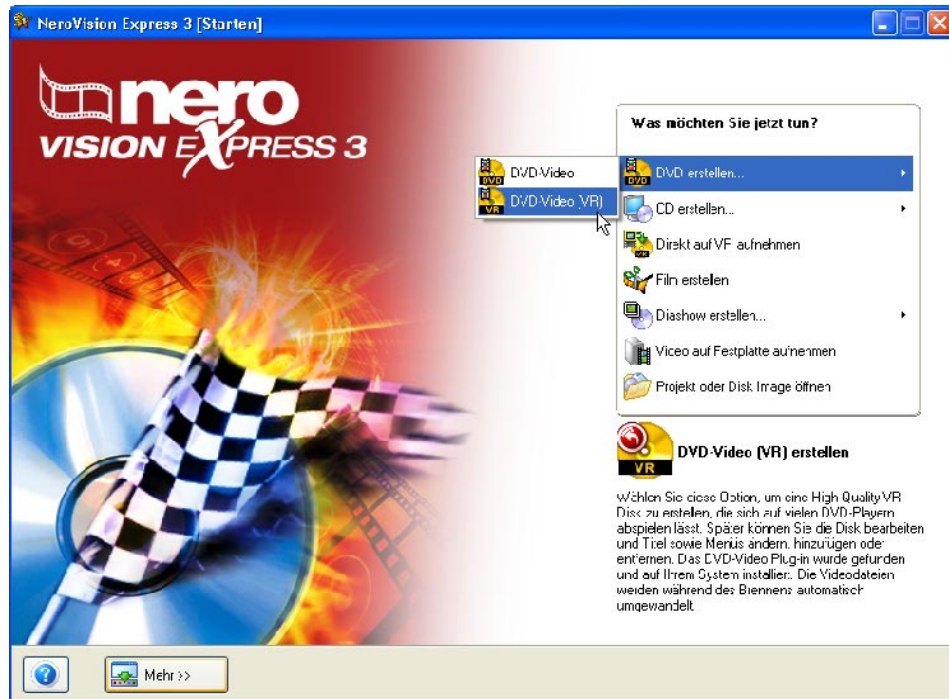 NeroVision Express 3 [Starten]
nero
VISION EXPRESS 3
Was möchten Sie jetzt tun?
DVD erstellen...
DVD-Video
DVD-Video (VR)
CD erstellen...
Direkt auf VR aufnehmen
Film erstellen
Diashow erstellen...
Video auf Festplatte aufnehmen
Projekt oder Disk Image öffnen
DVD-Video (VR) erstellen
Wählen Sie diese Option, um eine High Quality VR
Disk zu erstellen, die sich auf vielen DVD-Playern
abspielen lässt. Später können Sie die Disk bearbeiten
und Titel sowie Menüs ändern, hinzufügen oder
entfernen. Das DVD-Video Plug-in wurde gefunden
und auf Ihrem System installiert. Die Videodateien
werden während des Brennens automatisch
umgewandelt.
Mehr >>